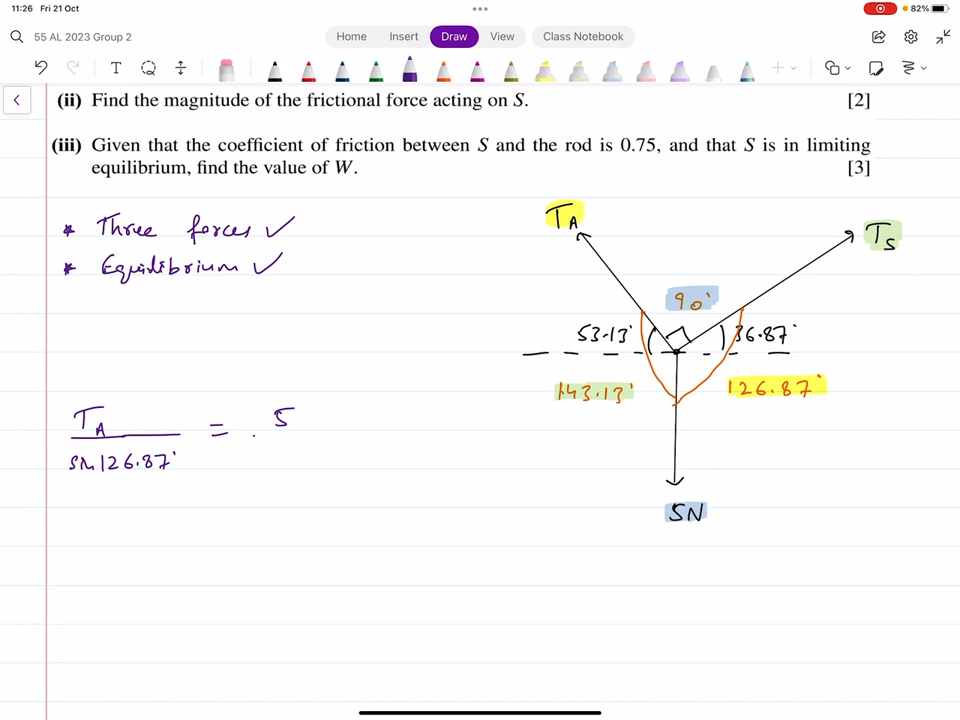 11:26 Fri 21 Oct
82%
55 AL 2023 Group 2
Home Insert Draw View Class Notebook
(ii) Find the magnitude of the frictional force acting on S. [2]
(iii) Given that the coefficient of friction between S and the rod is 0.75, and that S is in limiting
equilibrium, find the value of W. [3]
* Three forces ✓
* Equilibrium ✓
T_A
T_S
90°
53.13°
36.87°
143.13°
126.87°
5N
T_A / sin 126.87° = 5